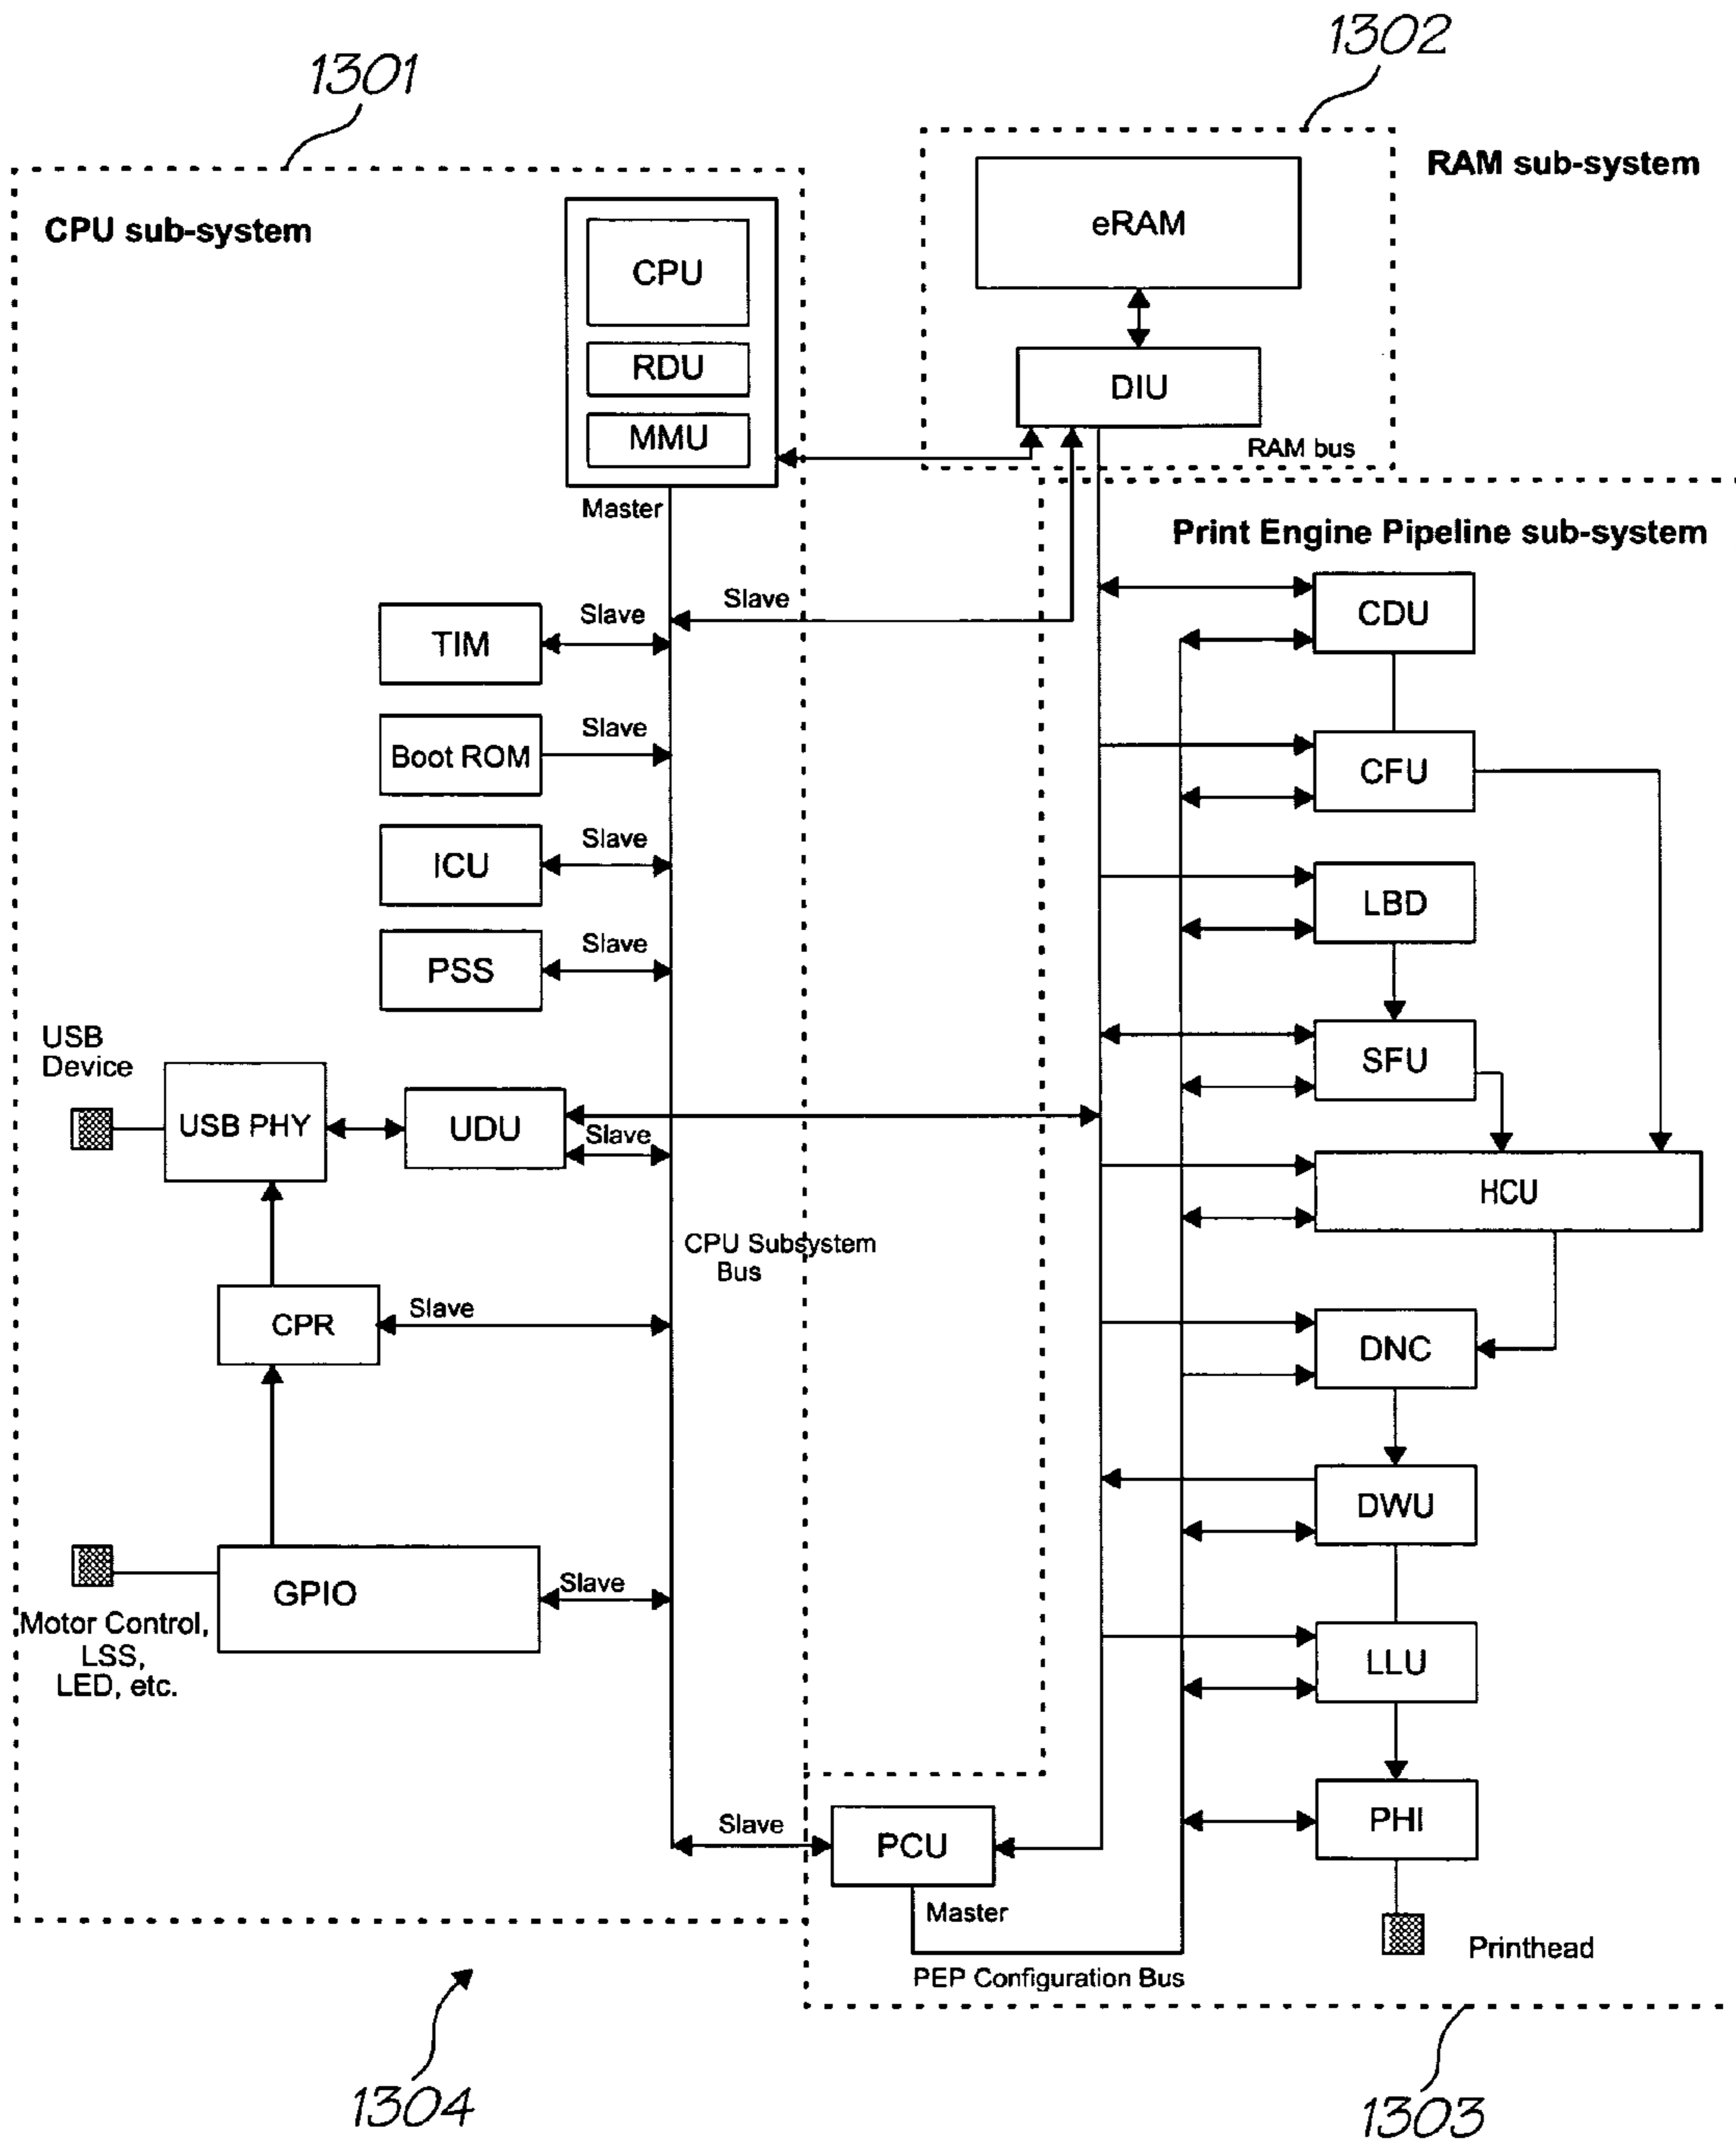 1301
1302
CPU sub-system
RAM sub-system
CPU
RDU
MMU
Master
eRAM
DIU
RAM bus
Print Engine Pipeline sub-system
Slave
TIM
Slave
Boot ROM
Slave
ICU
Slave
PSS
Slave
USB
Device
USB PHY
UDU
Slave
CPU Subsystem
Bus
CPR
Slave
GPIO
Slave
Motor Control,
LSS,
LED, etc.
CDU
CFU
LBD
SFU
HCU
DNC
DWU
LLU
PHI
Slave
PCU
Master
Printhead
PEP Configuration Bus
1304
1303